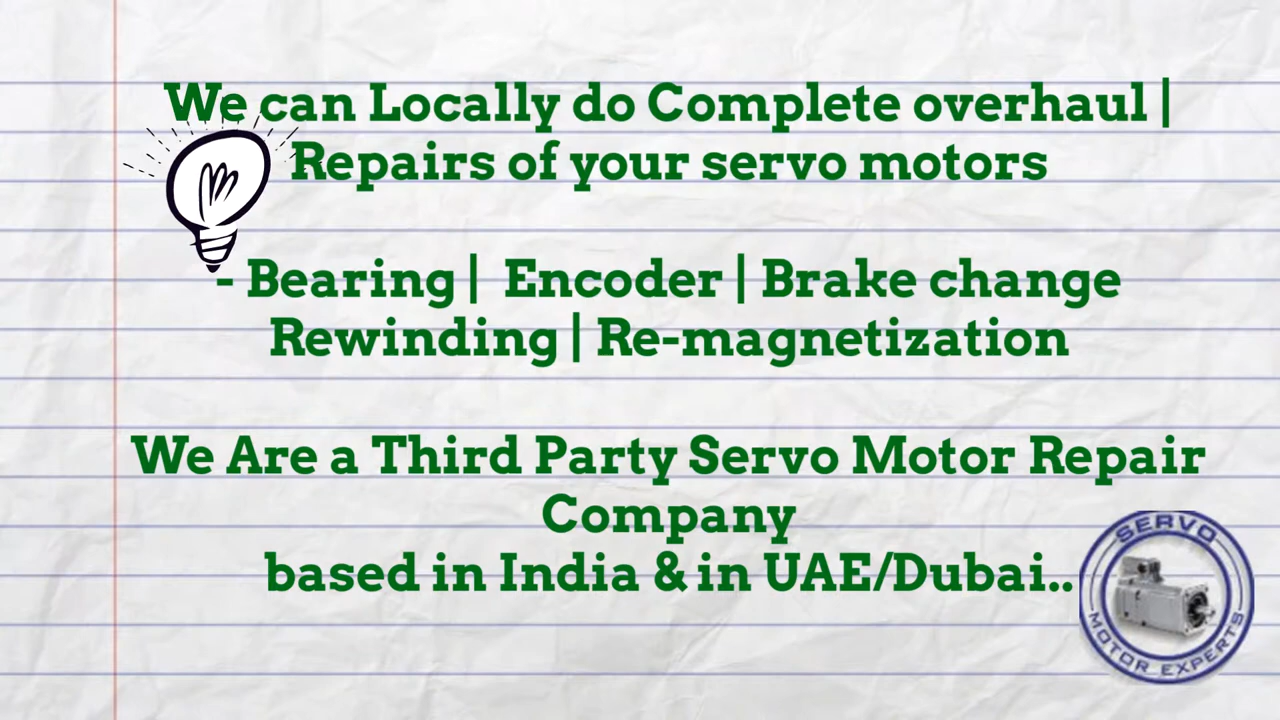 We can Locally do Complete overhaul |
Repairs of your servo motors
- Bearing | Encoder | Brake change
Rewinding | Re-magnetization
We Are a Third Party Servo Motor Repair
Company
based in India & in UAE/Dubai..
SERVO
MOTOR EXPERTS